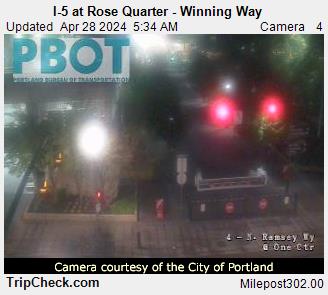 I-5 at Rose Quarter - Winning Way
Updated Apr 28 2024 5:34 AM Camera 4
PBOT
PORTLAND BUREAU OF TRANSPORTATION
4 - N. Ramsey Wy
@ One Ctr
Camera courtesy of the City of Portland
TripCheck.com Milepost302.00